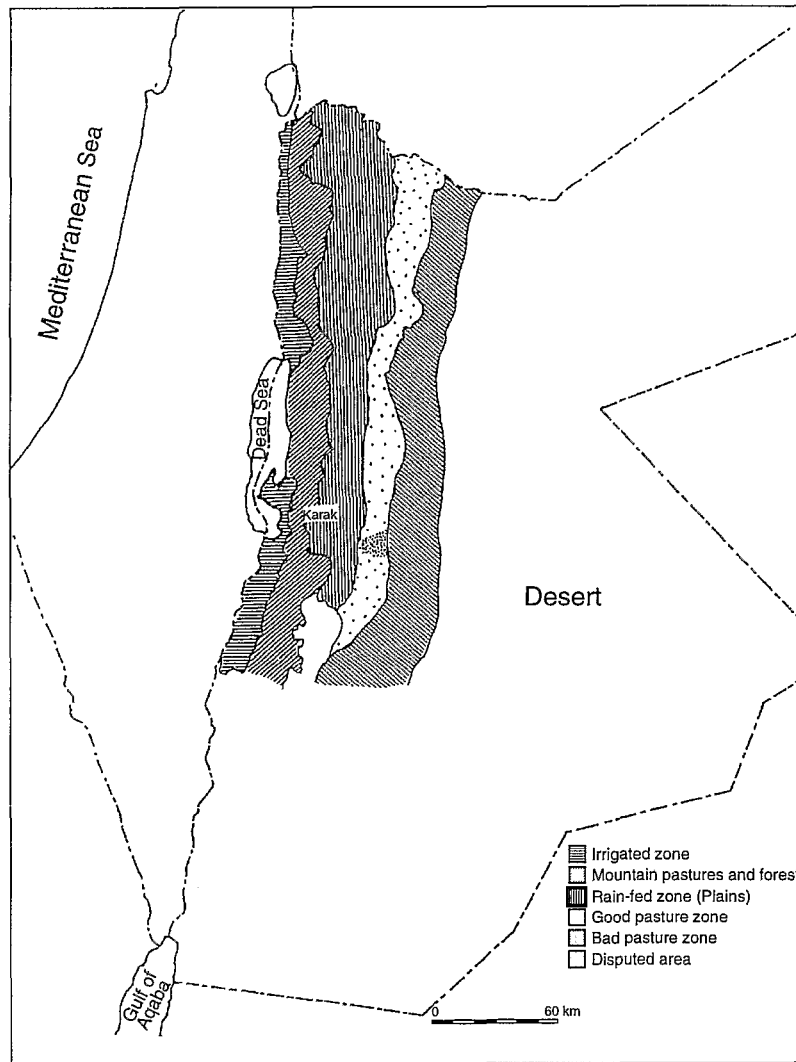 Mediterranean Sea
Dead Sea
Karak
Desert
Irrigated zone
Mountain pastures and forest
Rain-fed zone (Plains)
Good pasture zone
Bad pasture zone
Disputed area
0 60 km
Gulf of
Aqaba